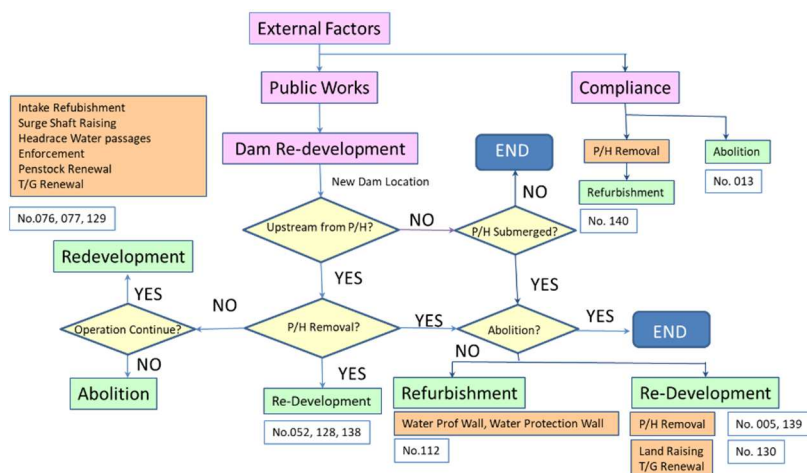 External Factors
Public Works
Compliance
Intake Refubishment
Surge Shaft Raising
Headrace Water passages
Enforcement
Penstock Renewal
T/G Renewal
Dam Re-development
END
P/H Removal
Abolition
No. 013
New Dam Location
NO
Refurbishment
No. 140
No.076, 077, 129
Upstream from P/H?
NO
P/H Submerged?
Redevelopment
YES
YES
YES
NO
Operation Continue?
P/H Removal?
YES
Abolition?
YES
END
NO
YES
NO
Abolition
Re-Development
No.052, 128, 138
Refurbishment
Re-Development
Water Prof Wall, Water Protection Wall
No.112
P/H Removal
No. 005, 139
Land Raising
T/G Renewal
No. 130